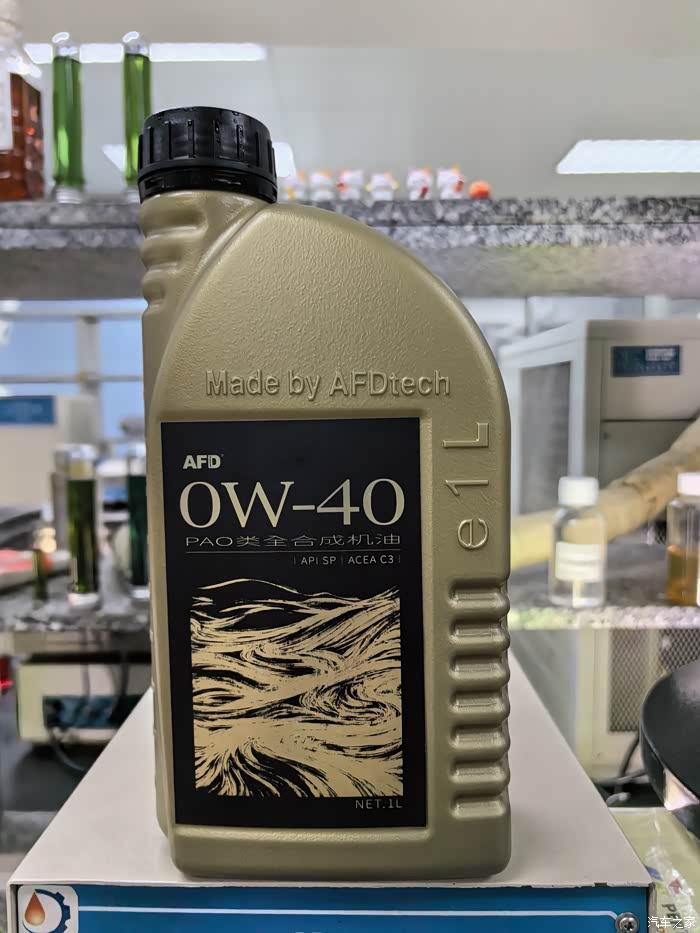 Made by AFDtech
e1L
AFD
0W-40
PAO类全合成机油
API SP | ACEA C3
NET.1L
汽车之家